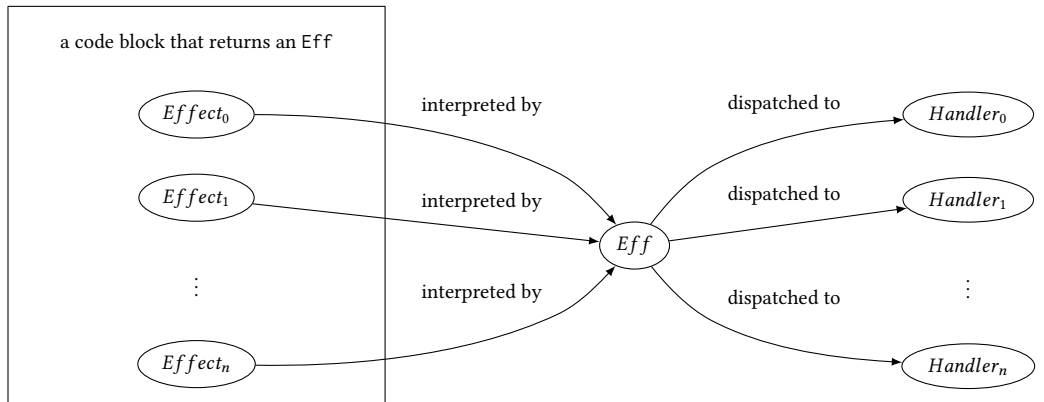 a code block that returns an Eff
Effect₀ interpreted by dispatched to Handler₀
Effect₁ interpreted by dispatched to Handler₁
Eff
⋮ interpreted by dispatched to ⋮
Effectₙ Handlerₙ